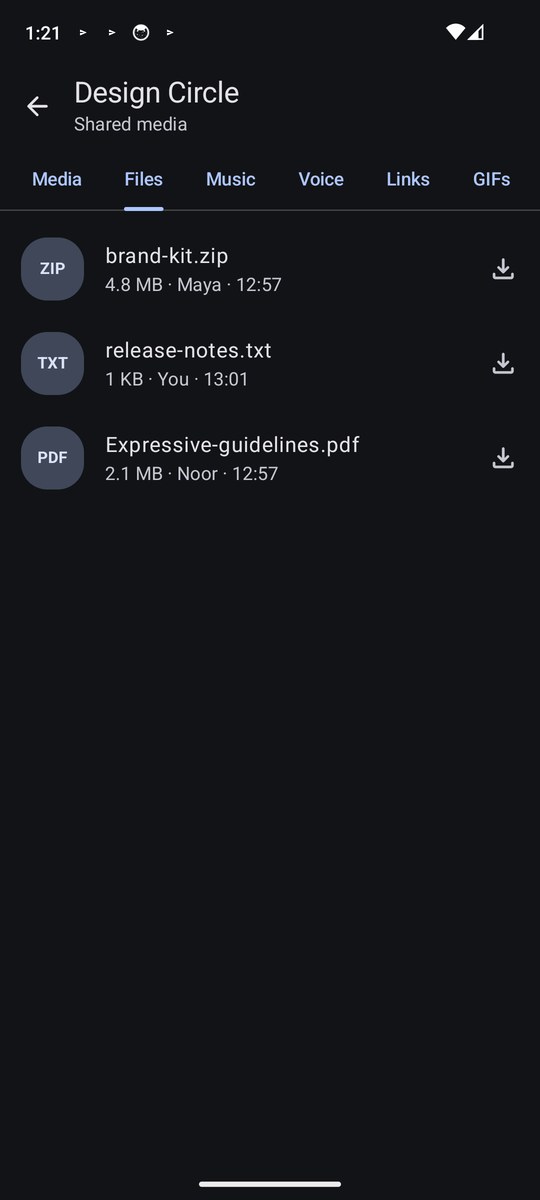 1:21
Design Circle
Shared media
Media Files Music Voice Links GIFs
ZIP
brand-kit.zip
4.8 MB · Maya · 12:57
TXT
release-notes.txt
1 KB · You · 13:01
PDF
Expressive-guidelines.pdf
2.1 MB · Noor · 12:57